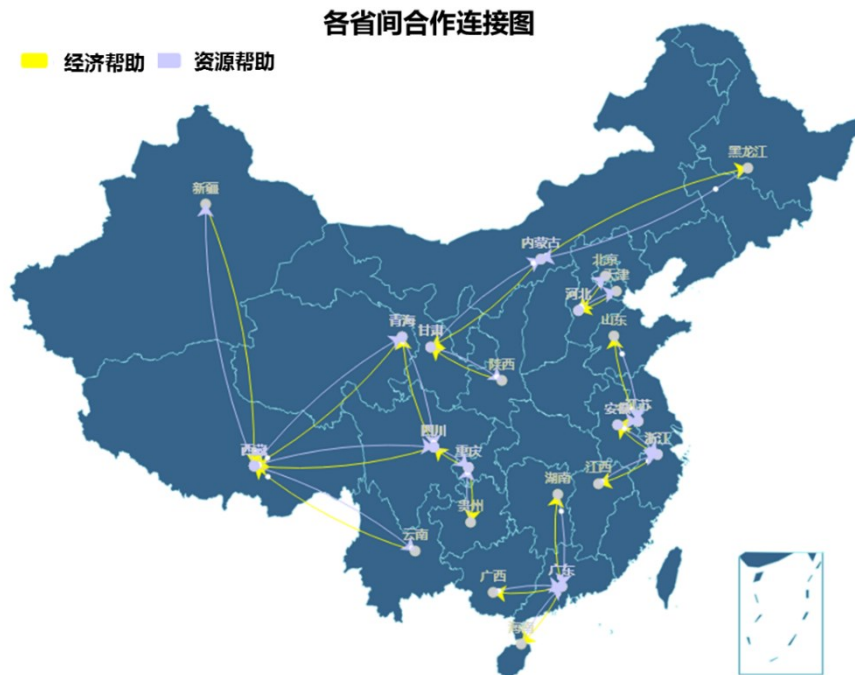 各省间合作连接图
经济帮助
资源帮助
黑龙江
新疆
内蒙古
北京
天津
河北
青海
甘肃
山东
陕西
安徽
江苏
四川
浙江
西藏
重庆
江西
湖南
贵州
云南
广西
广东
海南